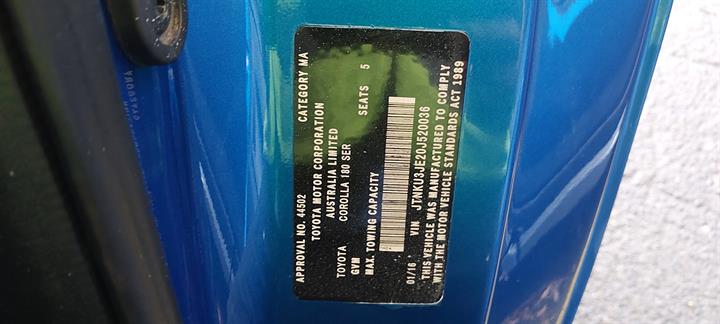 APPROVAL NO. 44502 CATEGORY MA
TOYOTA MOTOR CORPORATION
AUSTRALIA LIMITED
TOYOTA COROLLA 180 SER
GVM SEATS 5
MAX. TOWING CAPACITY
01/16 VIN JTNKU3JE20J520036
THIS VEHICLE WAS MANUFACTURED TO COMPLY
WITH THE MOTOR VEHICLE STANDARDS ACT 1989
CATEGORY